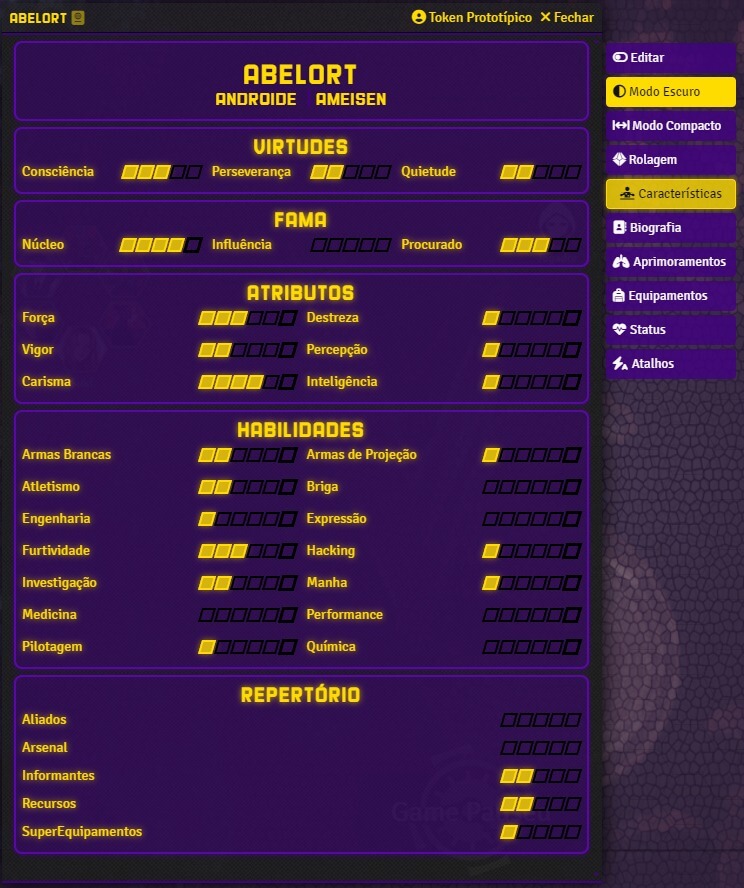 ABELORT
Token Prototípico
Fechar
ABELORT
ANDROIDE AMEISEN
VIRTUDES
Consciência Perseverança Quietude
FAMA
Núcleo Influência Procurado
ATRIBUTOS
Força Destreza
Vigor Percepção
Carisma Inteligência
HABILIDADES
Armas Brancas Armas de Projeção
Atletismo Briga
Engenharia Expressão
Furtividade Hacking
Investigação Manha
Medicina Performance
Pilotagem Química
REPERTÓRIO
Aliados
Arsenal
Informantes
Recursos
SuperEquipamentos
Game Paused
Editar
Modo Escuro
Modo Compacto
Rolagem
Características
Biografia
Aprimoramentos
Equipamentos
Status
Atalhos